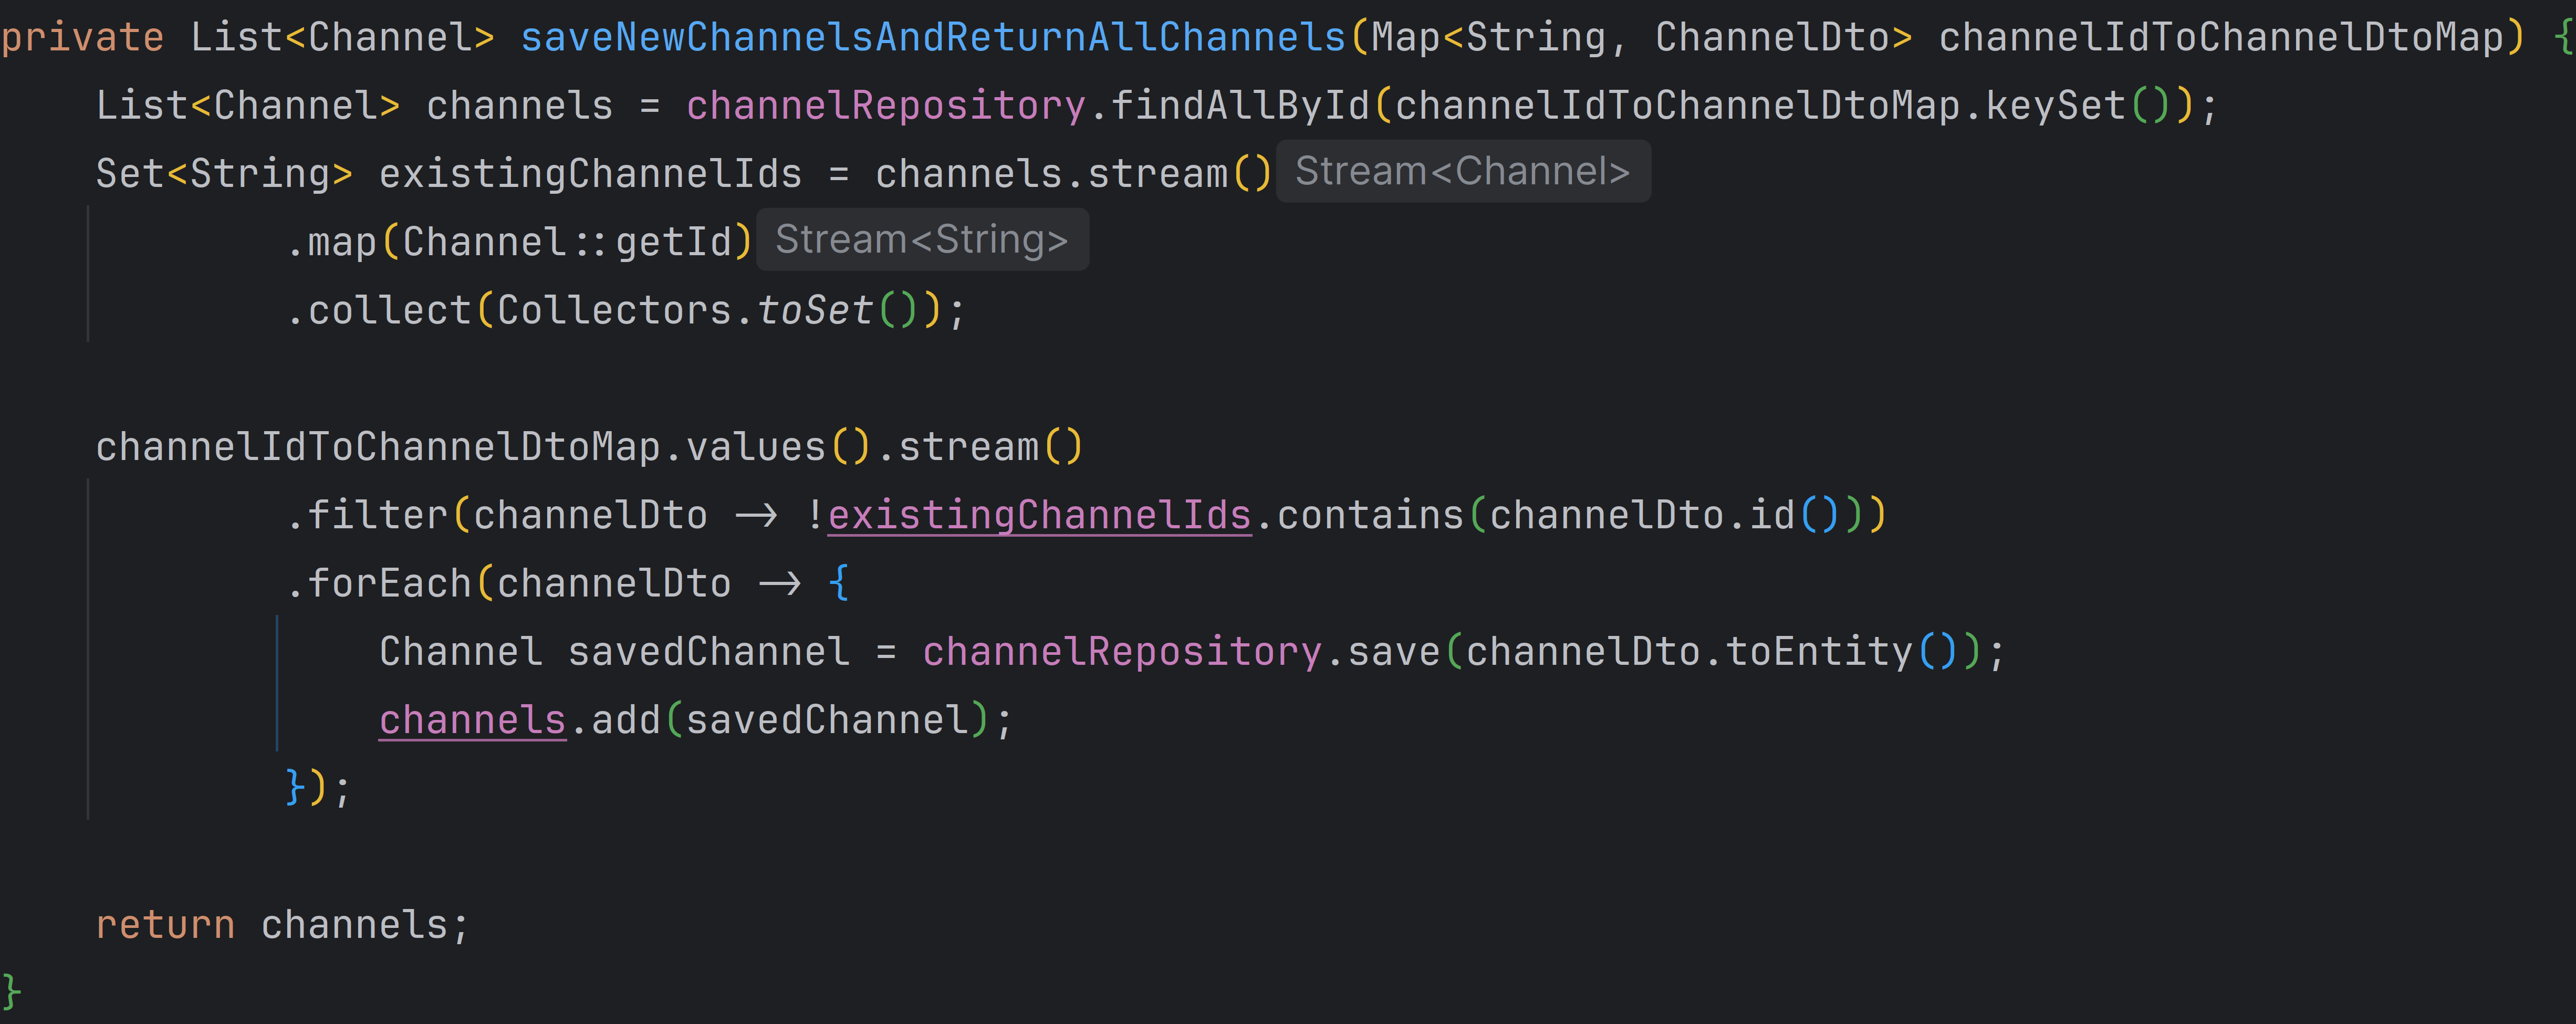 private List<Channel> saveNewChannelsAndReturnAllChannels(Map<String, ChannelDto> channelIdToChannelDtoMap) {
    List<Channel> channels = channelRepository.findAllById(channelIdToChannelDtoMap.keySet());
    Set<String> existingChannelIds = channels.stream() Stream<Channel>
            .map(Channel::getId) Stream<String>
            .collect(Collectors.toSet());

    channelIdToChannelDtoMap.values().stream()
            .filter(channelDto -> !existingChannelIds.contains(channelDto.id()))
            .forEach(channelDto -> {
                Channel savedChannel = channelRepository.save(channelDto.toEntity());
                channels.add(savedChannel);
            });

    return channels;
}